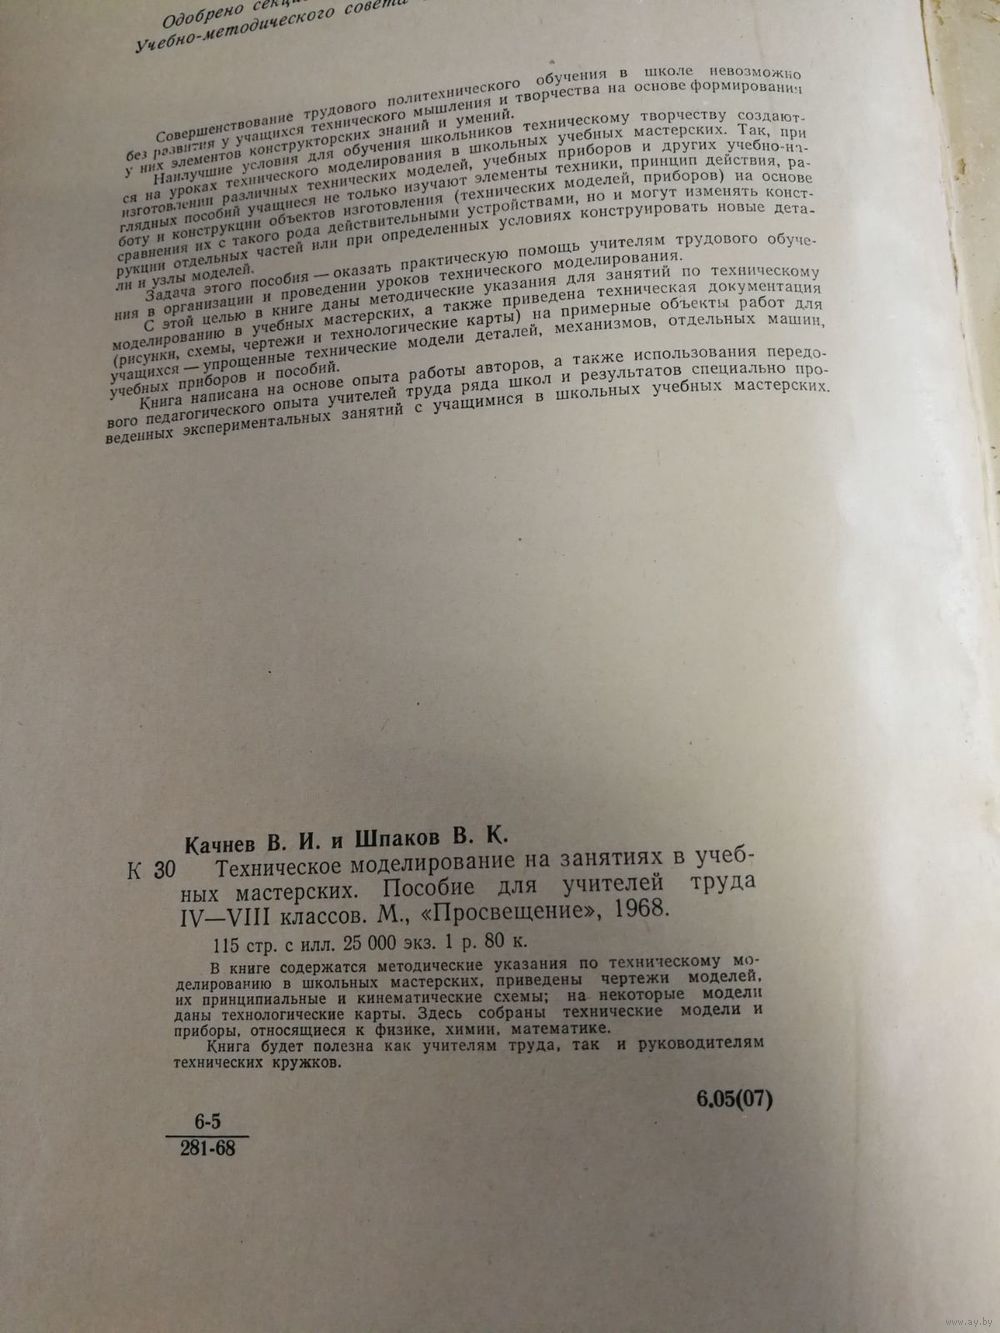 Одобрено
Учебно-методического совета
Совершенствование трудового политехнического обучения в школе невозможно
без развития у учащихся технического мышления и творчества на основе формирования
у них элементов конструкторских знаний и умений.
Наилучшие условия для обучения школьников техническому творчеству создают-
ся на уроках технического моделирования в школьных учебных мастерских. Так, при
изготовлении различных технических моделей, учебных приборов и других учебно-на-
глядных пособий учащиеся не только изучают элементы техники, принцип действия, ра-
боту и конструкции объектов изготовления (технических моделей, приборов) на основе
сравнения их с такого рода действительными устройствами, но и могут изменять конст-
рукции отдельных частей или при определенных условиях конструировать новые дета-
ли и узлы моделей.
Задача этого пособия — оказать практическую помощь учителям трудового обуче-
ния в организации и проведении уроков технического моделирования.
С этой целью в книге даны методические указания для занятий по техническому
моделированию в учебных мастерских, а также приведена техническая документация
(рисунки, схемы, чертежи и технологические карты) на примерные объекты работ для
учащихся — упрощенные технические модели деталей, механизмов, отдельных машин,
учебных приборов и пособий.
Книга написана на основе опыта работы авторов, а также использования передо-
вого педагогического опыта учителей труда ряда школ и результатов специально про-
веденных экспериментальных занятий с учащимися в школьных учебных мастерских.
Качнев В. И. и Шпаков В. К.
К 30 Техническое моделирование на занятиях в учеб-
ных мастерских. Пособие для учителей труда
IV—VIII классов. М., «Просвещение», 1968.
115 стр. с илл. 25 000 экз. 1 р. 80 к.
В книге содержатся методические указания по техническому мо-
делированию в школьных мастерских, приведены чертежи моделей,
их принципиальные и кинематические схемы; на некоторые модели
даны технологические карты. Здесь собраны технические модели и
приборы, относящиеся к физике, химии, математике.
Книга будет полезна как учителям труда, так и руководителям
технических кружков.
6-5
281-68
6.05(07)
www.ay.by